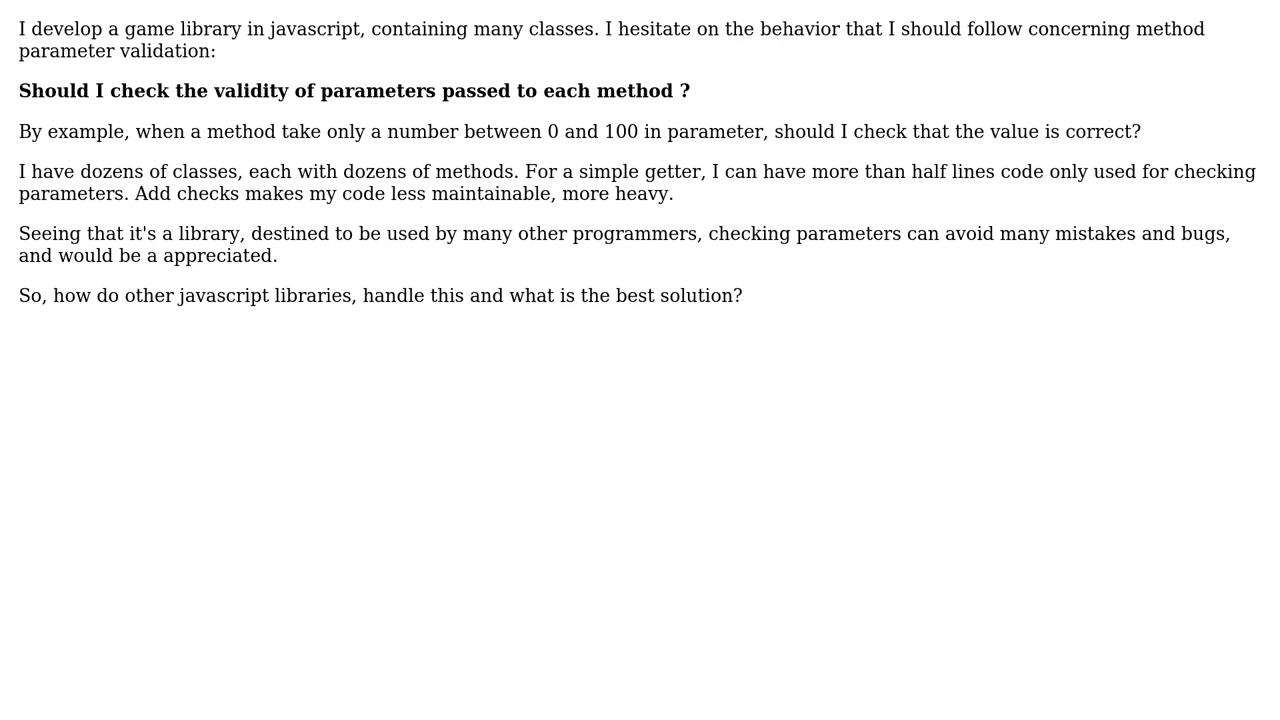 I develop a game library in javascript, containing many classes. I hesitate on the behavior that I should follow concerning method
parameter validation:
Should I check the validity of parameters passed to each method ?
By example, when a method take only a number between 0 and 100 in parameter, should I check that the value is correct?
I have dozens of classes, each with dozens of methods. For a simple getter, I can have more than half lines code only used for checking
parameters. Add checks makes my code less maintainable, more heavy.
Seeing that it's a library, destined to be used by many other programmers, checking parameters can avoid many mistakes and bugs,
and would be a appreciated.
So, how do other javascript libraries, handle this and what is the best solution?